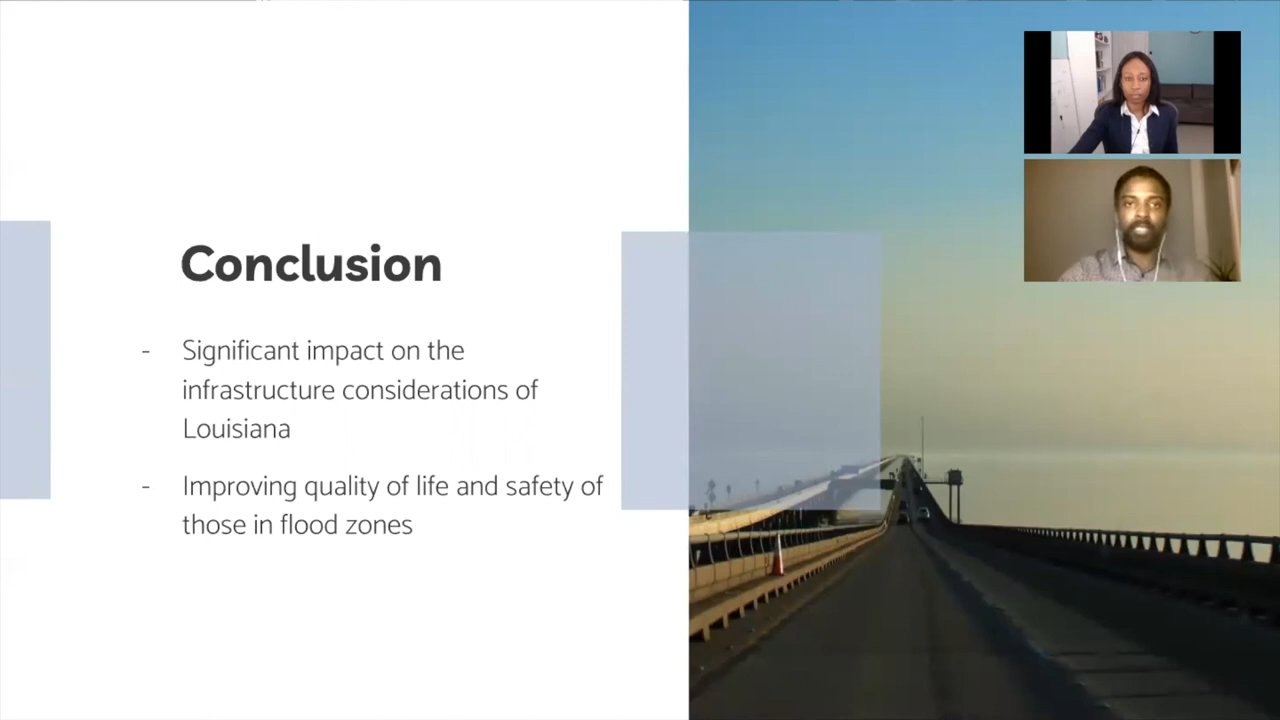 Conclusion
- Significant impact on the
infrastructure considerations of
Louisiana
- Improving quality of life and safety of
those in flood zones